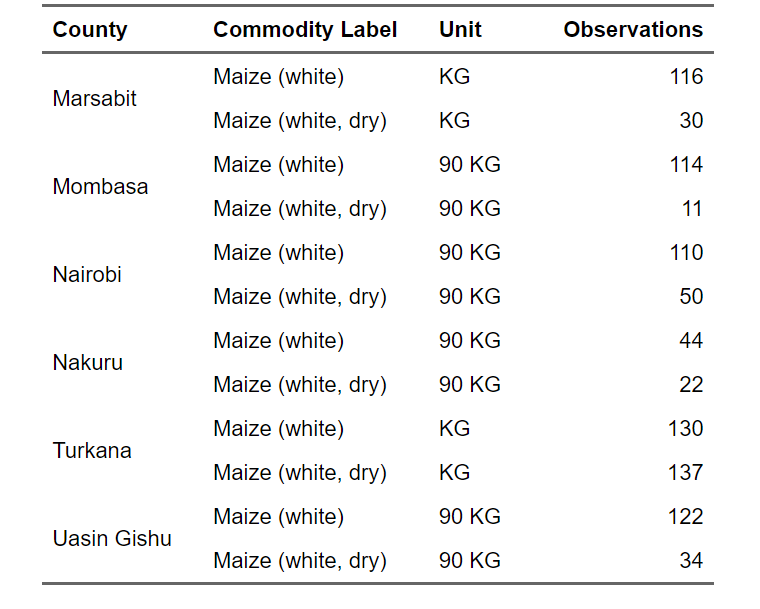 County Commodity Label Unit Observations
Marsabit Maize (white) KG 116
Maize (white, dry) KG 30
Mombasa Maize (white) 90 KG 114
Maize (white, dry) 90 KG 11
Nairobi Maize (white) 90 KG 110
Maize (white, dry) 90 KG 50
Nakuru Maize (white) 90 KG 44
Maize (white, dry) 90 KG 22
Turkana Maize (white) KG 130
Maize (white, dry) KG 137
Uasin Gishu Maize (white) 90 KG 122
Maize (white, dry) 90 KG 34